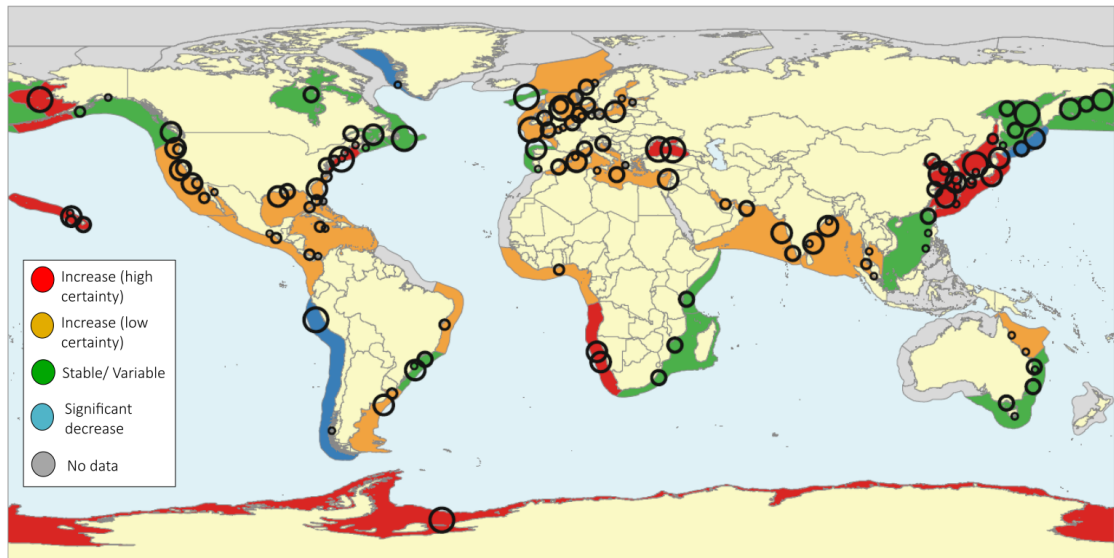 Increase (high
certainty)
Increase (low
certainty)
Stable/ Variable
Significant
decrease
No data